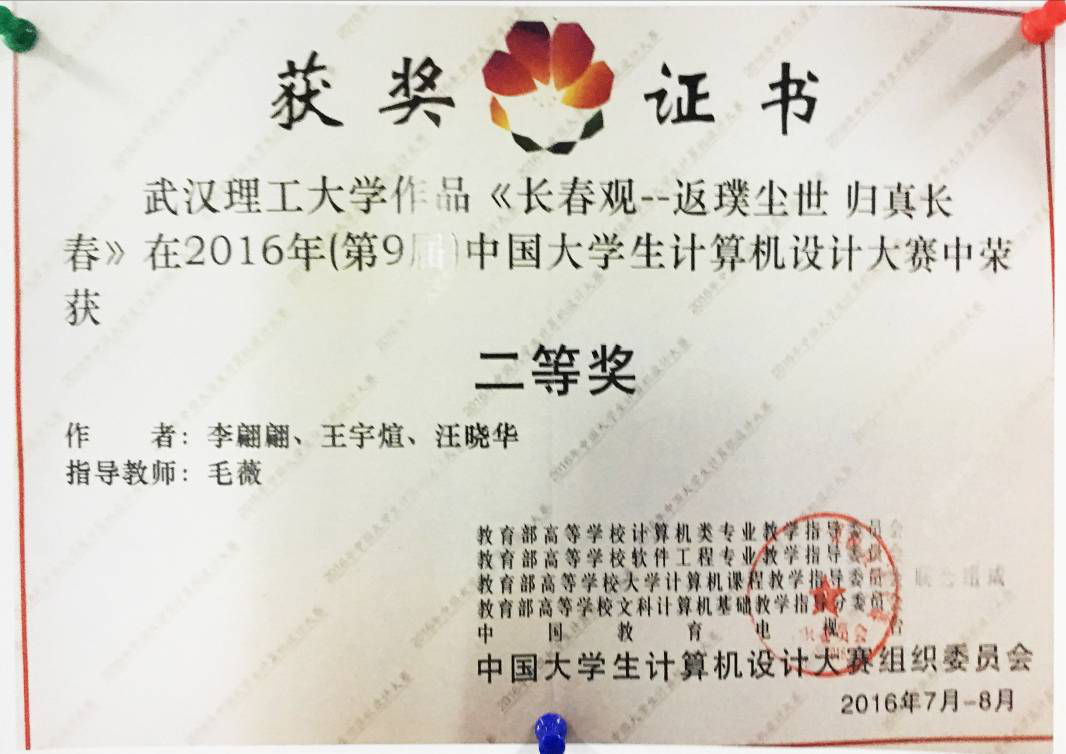 获奖证书
武汉理工大学作品《长春观--返璞尘世 归真长
春》在2016年(第9届)中国大学生计算机设计大赛中荣
获
二等奖
作 者：李翩翩、王宇煊、汪晓华
指导教师：毛薇
教育部高等学校计算机类专业教学指导委员会
教育部高等学校软件工程专业教学指导委员会
教育部高等学校大学计算机课程教学指导委员会 联合组成
教育部高等学校文科计算机基础教学指导分委员会
中国教育电视台
中国大学生计算机设计大赛组织委员会
2016年7月-8月